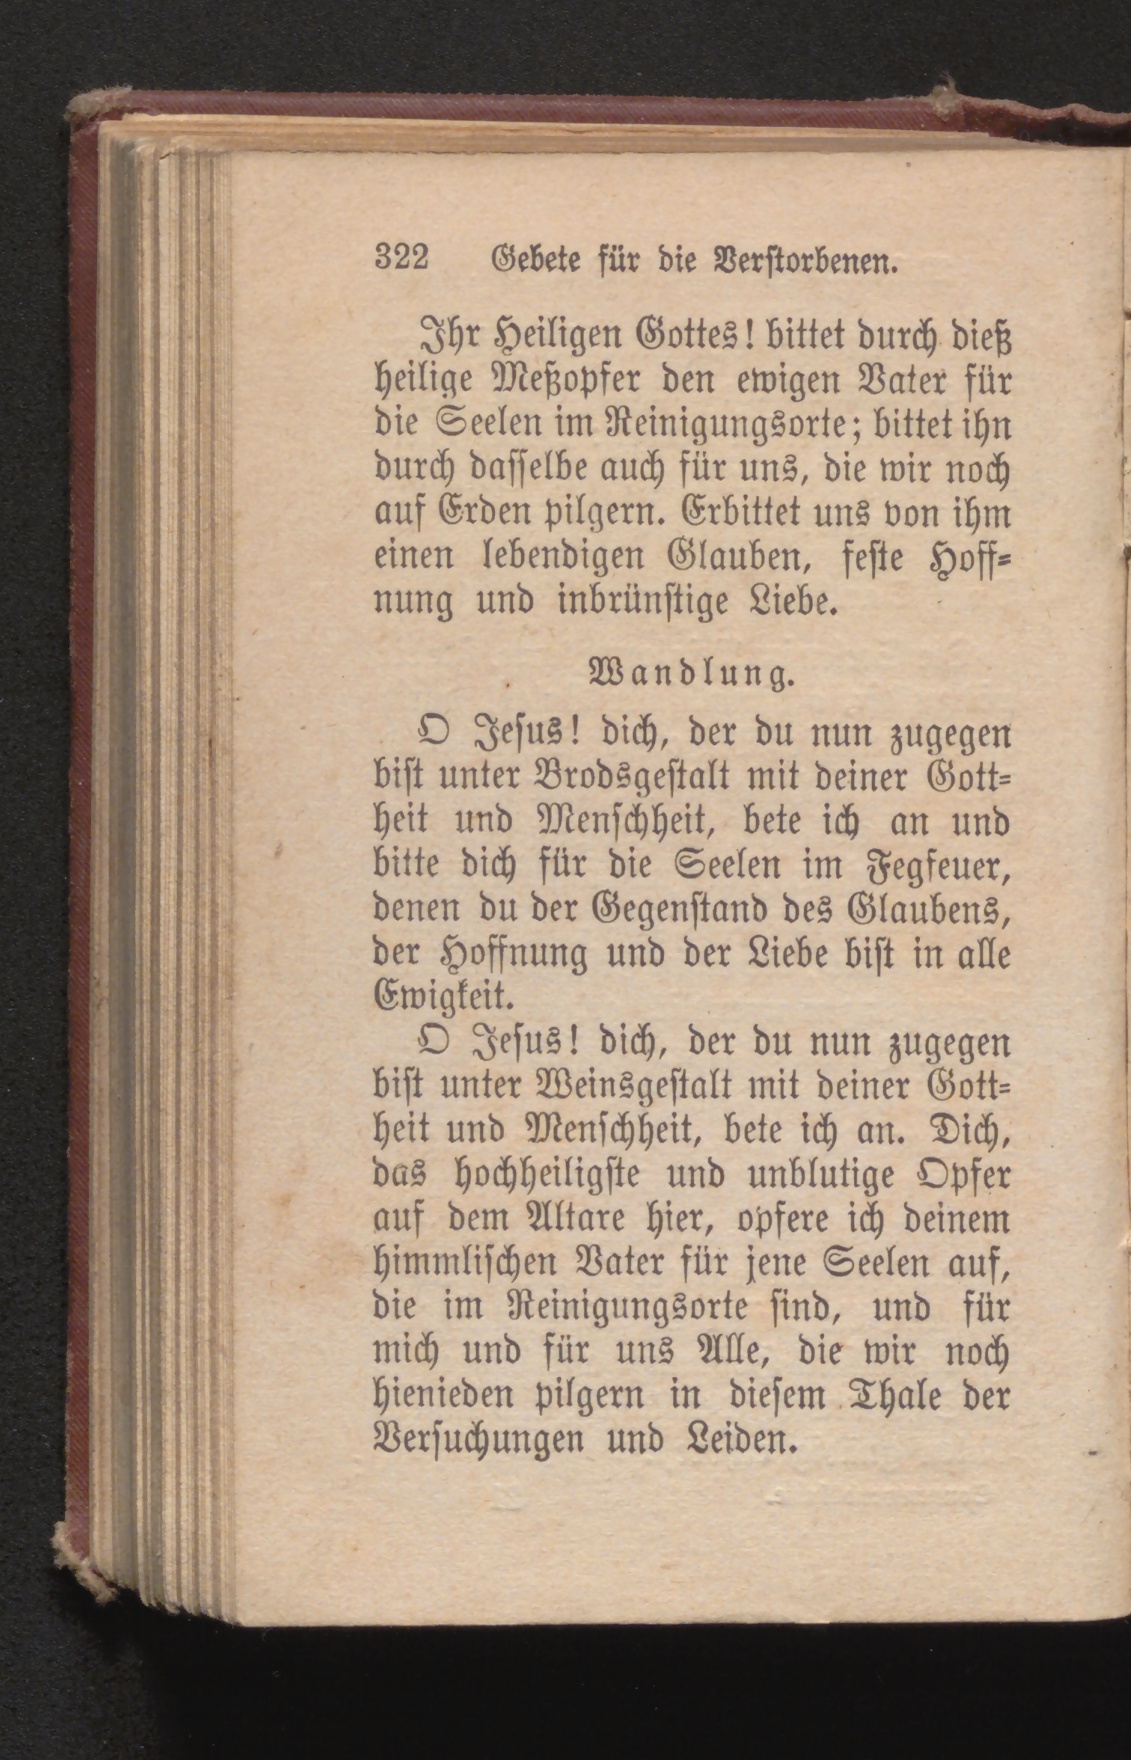 322 Gebete für die Verstorbenen.
Ihr Heiligen Gottes! bittet durch dieß
heilige Meßopfer den ewigen Vater für
die Seelen im Reinigungsorte; bittet ihn
durch dasselbe auch für uns, die wir noch
auf Erden pilgern. Erbittet uns von ihm
einen lebendigen Glauben, feste Hoff=
nung und inbrünstige Liebe.
Wandlung.
O Jesus! dich, der du nun zugegen
bist unter Brodsgestalt mit deiner Gott=
heit und Menschheit, bete ich an und
bitte dich für die Seelen im Fegfeuer,
denen du der Gegenstand des Glaubens,
der Hoffnung und der Liebe bist in alle
Ewigkeit.
O Jesus! dich, der du nun zugegen
bist unter Weinsgestalt mit deiner Gott=
heit und Menschheit, bete ich an. Dich,
das hochheiligste und unblutige Opfer
auf dem Altare hier, opfere ich deinem
himmlischen Vater für jene Seelen auf,
die im Reinigungsorte sind, und für
mich und für uns Alle, die wir noch
hienieden pilgern in diesem Thale der
Versuchungen und Leiden.